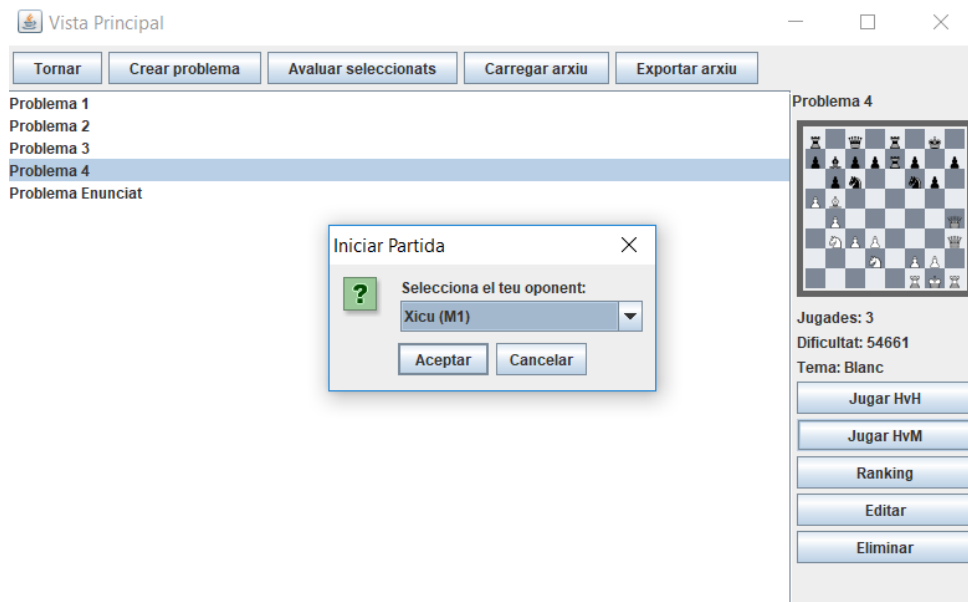 Vista Principal
Tornar Crear problema Avaluar seleccionats Carregar arxiu Exportar arxiu
Problema 1
Problema 2
Problema 3
Problema 4
Problema Enunciat
Iniciar Partida
?
Selecciona el teu oponent:
Xicu (M1)
Aceptar Cancelar
Problema 4
Jugades: 3
Dificultat: 54661
Tema: Blanc
Jugar HvH
Jugar HvM
Ranking
Editar
Eliminar